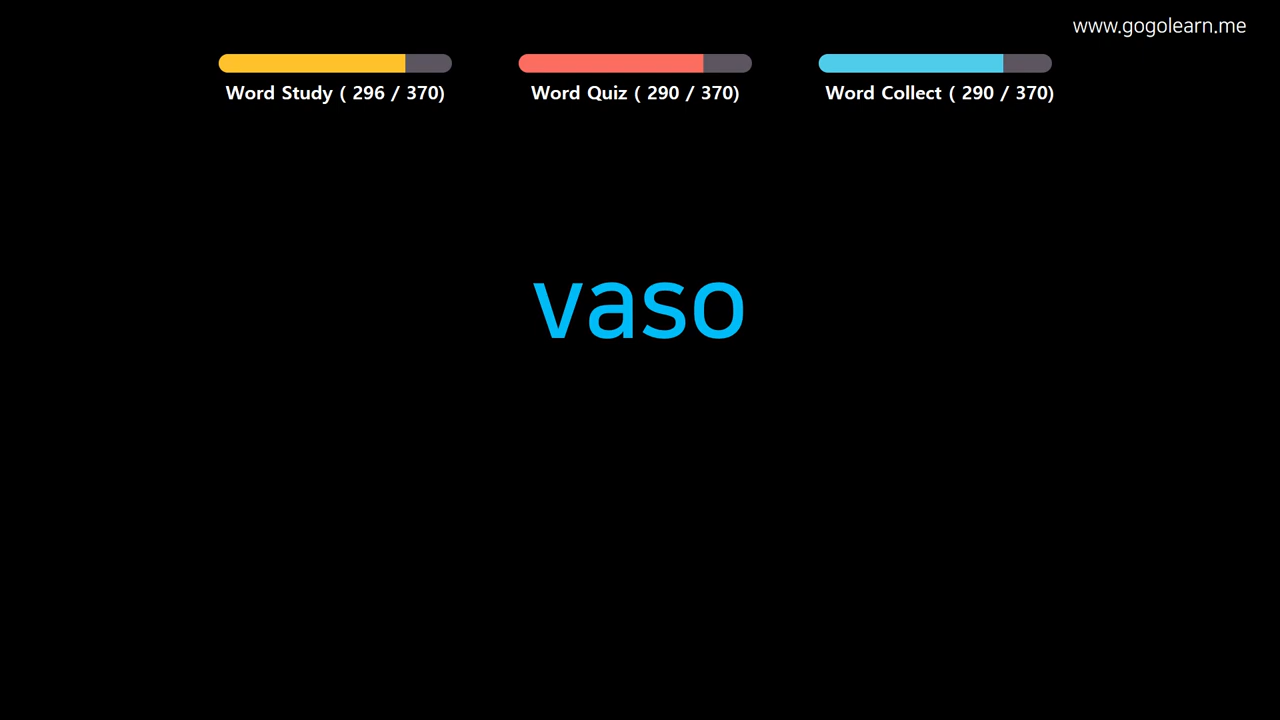 www.gogolearn.me
Word Study ( 296 / 370)
Word Quiz ( 290 / 370)
Word Collect ( 290 / 370)
vaso